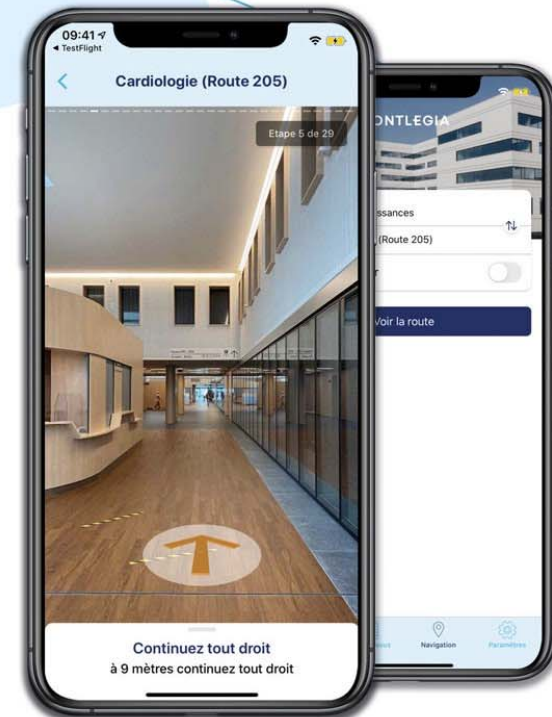 09:41
TestFlight
Cardiologie (Route 205)
Etape 5 de 29
Continuez tout droit
à 9 mètres continuez tout droit
ONTLEGIA
ssances
(Route 205)
r
Voir la route
Navigation
Paramètres